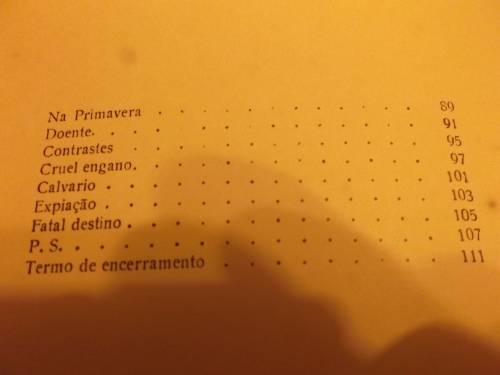 Na Primavera . . . . . . . . . . . 89
Doente. . . . . . . . . . . . . 91
Contrastes . . . . . . . . . . . 95
Cruel engano. . . . . . . . . . . 97
Calvario . . . . . . . . . . . . 101
Expiação . . . . . . . . . . . . 103
Fatal destino . . . . . . . . . . . 105
P. S. . . . . . . . . . . . . . 107
Termo de encerramento . . . . . . . . 111